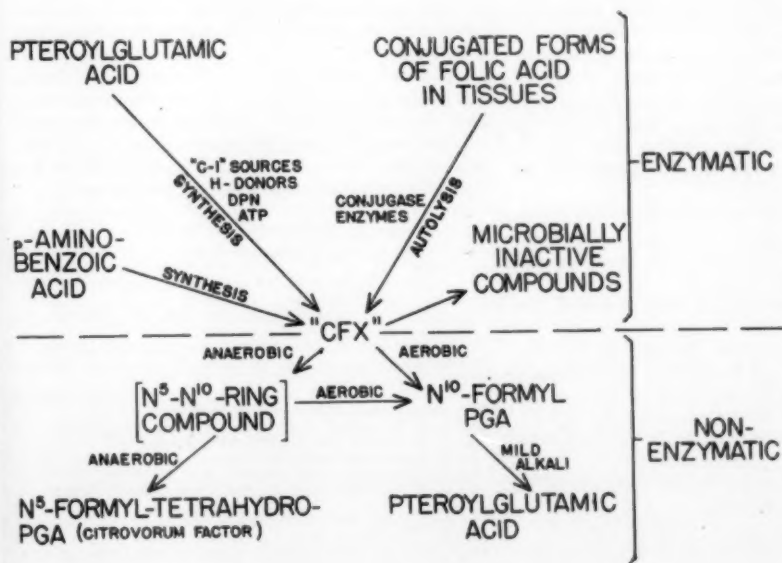 PTEROYLGLUTAMIC
ACID
CONJUGATED FORMS
OF FOLIC ACID
IN TISSUES
ENZYMATIC
"C-1" SOURCES
H-DONORS
DPN
ATP
SYNTHESIS
CONJUGASE
ENZYMES
AUTOLYSIS
p-AMINO-
BENZOIC
ACID
SYNTHESIS
MICROBIALLY
INACTIVE
COMPOUNDS
"CFX"
ANAEROBIC
AEROBIC
[N⁵-N¹⁰-RING
COMPOUND]
AEROBIC
N¹⁰-FORMYL
PGA
NON-
ENZYMATIC
ANAEROBIC
MILD
ALKALI
N⁵-FORMYL-TETRAHYDRO-
PGA (CITROVORUM FACTOR)
PTEROYLGLUTAMIC
ACID